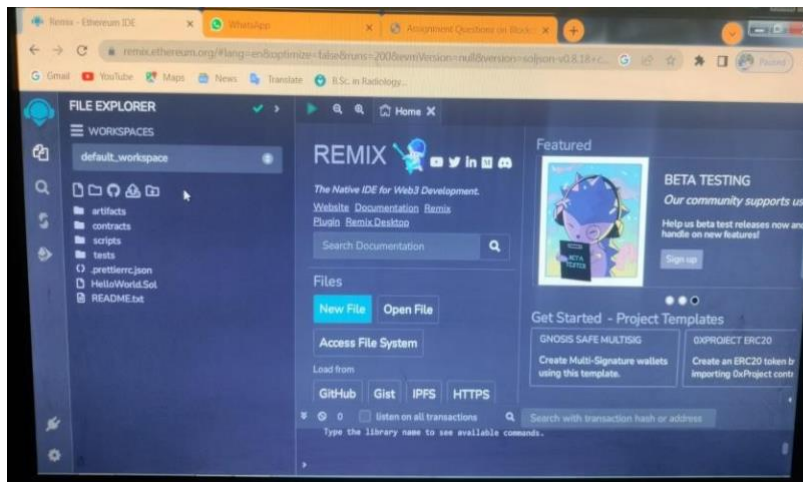 Remix - Ethereum IDE
WhatsApp
Assignment Questions on Blockc
remix.ethereum.org/#lang=en&optimize=false&runs=200&evmVersion=null&version=soljson-v0.8.18+c...
Paused
Gmail YouTube Maps News Translate B.Sc. in Radiology...
FILE EXPLORER
WORKSPACES
default_workspace
artifacts
contracts
scripts
tests
.prettierrc.json
HelloWorld.Sol
README.txt
Home
REMIX
The Native IDE for Web3 Development.
Website Documentation Remix
Plugin Remix Desktop
Search Documentation
Files
New File Open File
Access File System
Load from
GitHub Gist IPFS HTTPS
Featured
BETA TESTER
BETA TESTING
Our community supports us
Help us beta test releases now and
handle on new features!
Sign up
Get Started - Project Templates
GNOSIS SAFE MULTISIG
Create Multi-Signature wallets
using this template.
0XPROJECT ERC20
Create an ERC20 token b
importing 0xProject contr
0 listen on all transactions Search with transaction hash or address
Type the library name to see available commands.
>